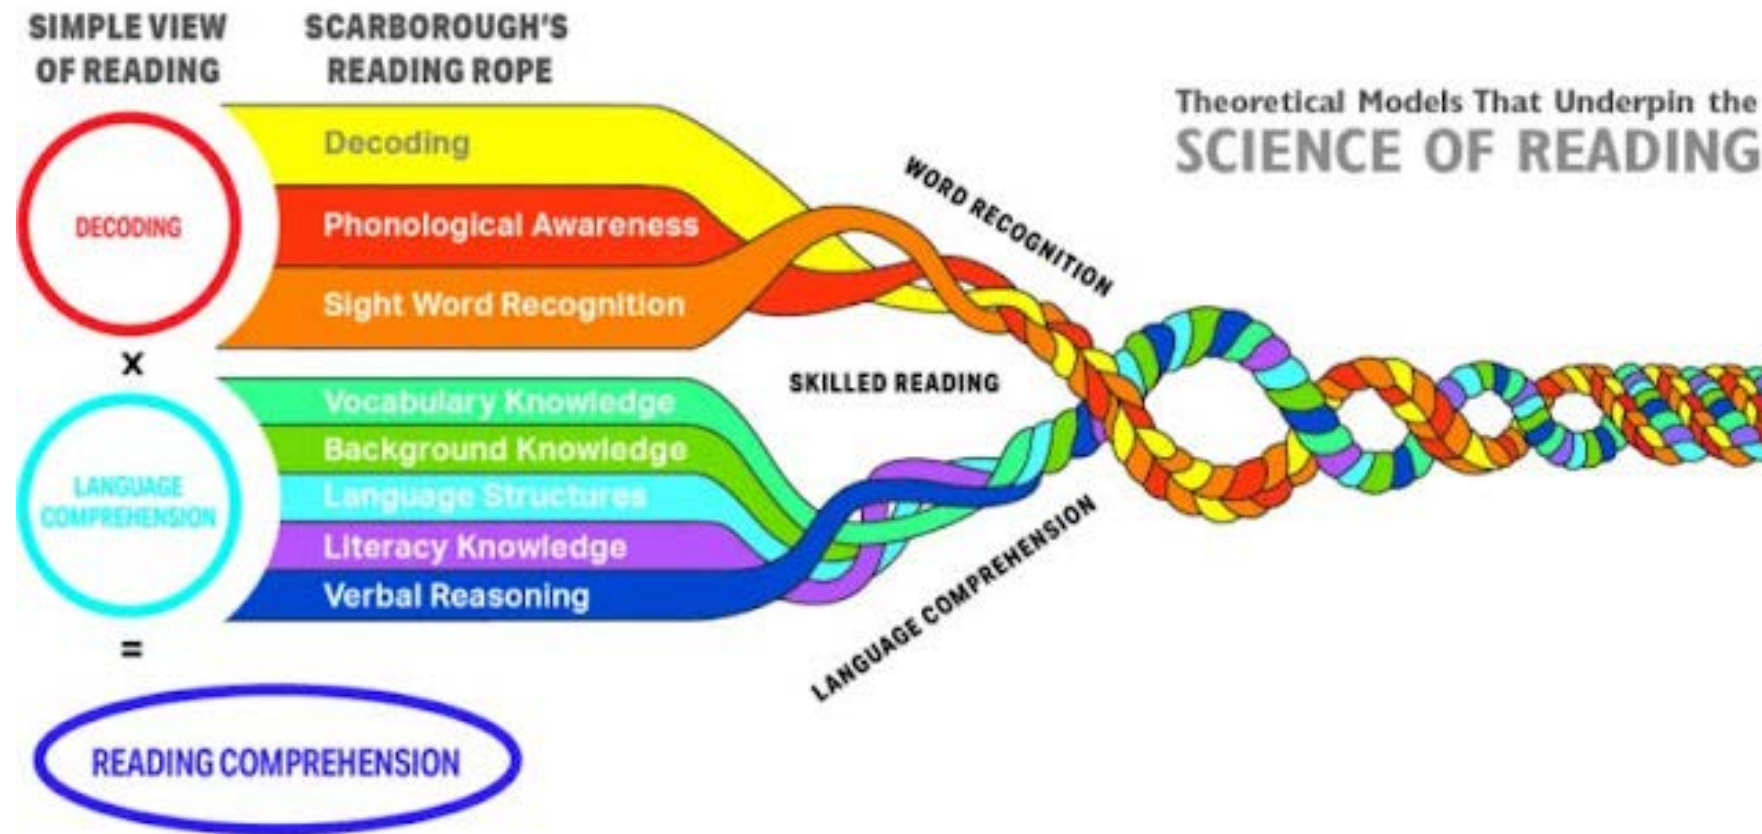 SIMPLE VIEW
OF READING
SCARBOROUGH'S
READING ROPE
Theoretical Models That Underpin the
SCIENCE OF READING
DECODING
x
LANGUAGE
COMPREHENSION
=
READING COMPREHENSION
Decoding
Phonological Awareness
Sight Word Recognition
Vocabulary Knowledge
Background Knowledge
Language Structures
Literacy Knowledge
Verbal Reasoning
WORD RECOGNITION
SKILLED READING
LANGUAGE COMPREHENSION